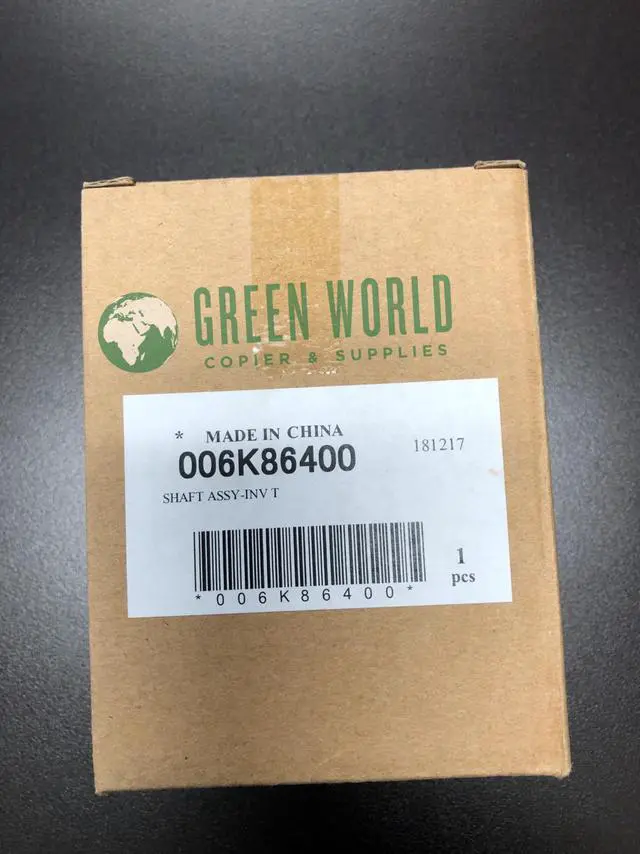 GREEN WORLD
COPIER & SUPPLIES
* MADE IN CHINA
181217
006K86400
SHAFT ASSY-INV T
1
pcs
*006K86400*